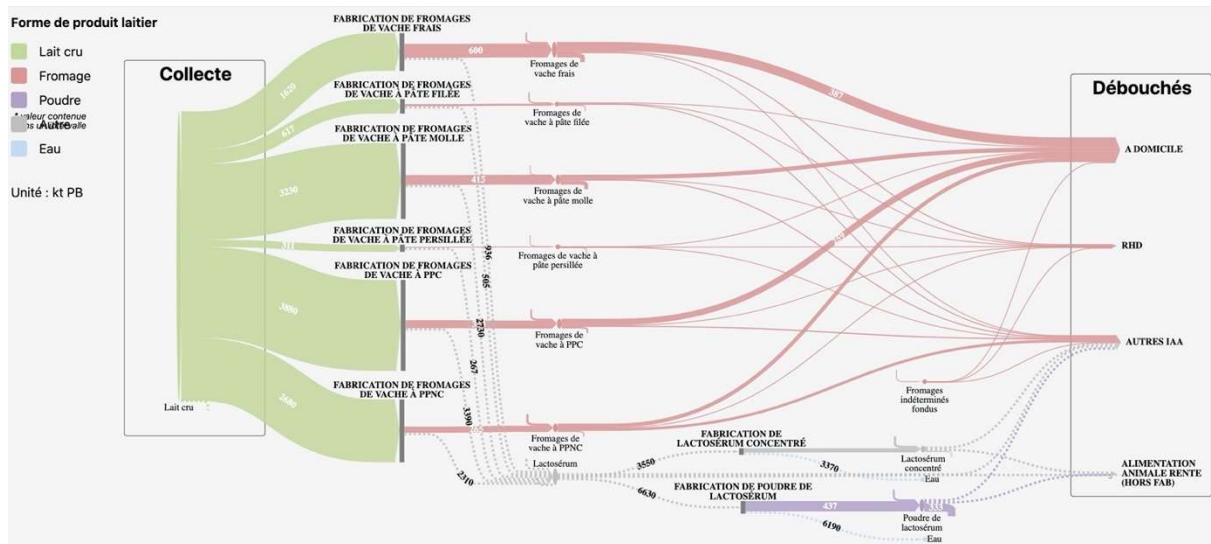 Forme de produit laitier
Lait cru
Fromage
Poudre
Autre
Eau
Unité : kt PB
Collecte
Débouchés
FABRICATION DE FROMAGES
DE VACHE FRAIS
1620
600
Fromages de
vache frais
387
FABRICATION DE FROMAGES
DE VACHE À PÂTE FILÉE
617
Fromages de
vache à pâte filée
FABRICATION DE FROMAGES
DE VACHE À PÂTE MOLLE
3230
415
Fromages de
vache à pâte molle
A DOMICILE
FABRICATION DE FROMAGES
DE VACHE À PÂTE PERSILLÉE
311
Fromages de vache à
pâte persillée
936
505
RHD
FABRICATION DE FROMAGES
DE VACHE À PPC
3880
2730
Fromages de
vache à PPC
AUTRES IAA
267
FABRICATION DE FROMAGES
DE VACHE À PPNC
2680
3390
Fromages
indéterminés
fondus
Lait cru
Fromages de
vache à PPNC
2310
Lactosérum
FABRICATION DE
LACTOSÉRUM CONCENTRÉ
3550
3370
Lactosérum
concentré
Eau
ALIMENTATION
ANIMALE RENTE
(HORS FAB)
6630
FABRICATION DE POUDRE DE
LACTOSÉRUM
437
333
Poudre de
lactosérum
6190
Eau